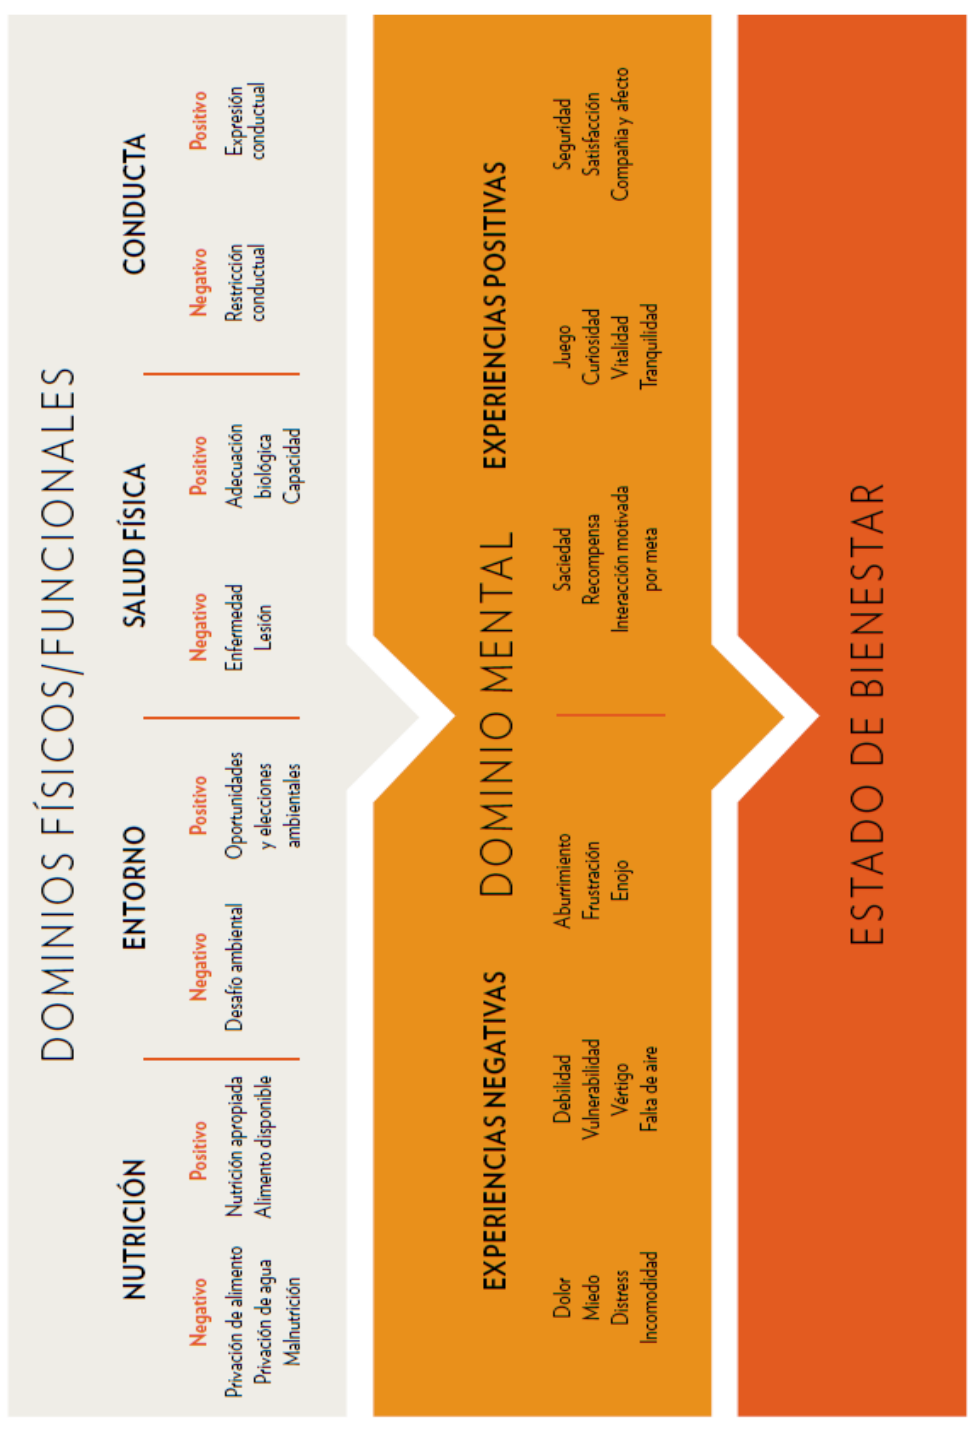 DOMINIOS FÍSICOS/FUNCIONALES
NUTRICIÓN
Negativo
Privación de alimento
Privación de agua
Malnutrición
Positivo
Nutrición apropiada
Alimento disponible
ENTORNO
Negativo
Desafío ambiental
Positivo
Oportunidades
y elecciones
ambientales
SALUD FÍSICA
Negativo
Enfermedad
Lesión
Positivo
Adecuación
biológica
Capacidad
CONDUCTA
Negativo
Restricción
conductual
Positivo
Expresión
conductual
DOMINIO MENTAL
EXPERIENCIAS NEGATIVAS
Dolor
Miedo
Distress
Incomodidad
Debilidad
Vulnerabilidad
Vértigo
Falta de aire
Aburrimiento
Frustración
Enojo
EXPERIENCIAS POSITIVAS
Saciedad
Recompensa
Interacción motivada
por meta
Juego
Curiosidad
Vitalidad
Tranquilidad
Seguridad
Satisfacción
Compañia y afecto
ESTADO DE BIENESTAR